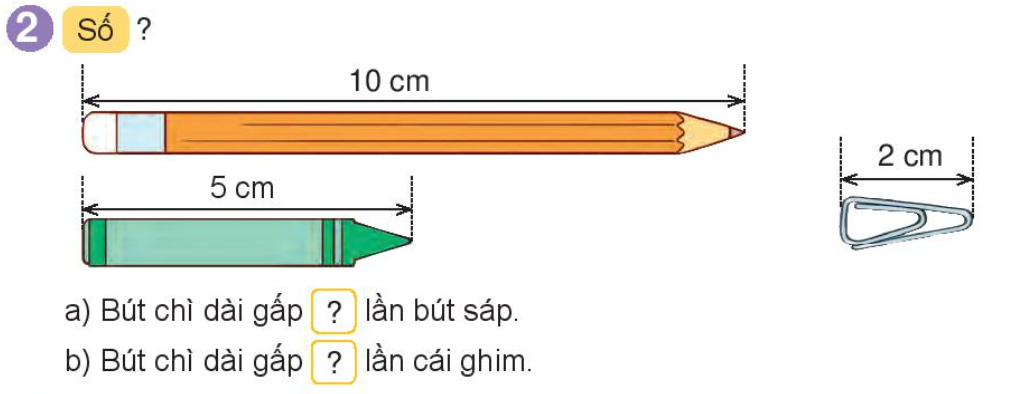 2 Số ?
10 cm
2 cm
5 cm
a) Bút chì dài gấp ? lần bút sáp.
b) Bút chì dài gấp ? lần cái ghim.